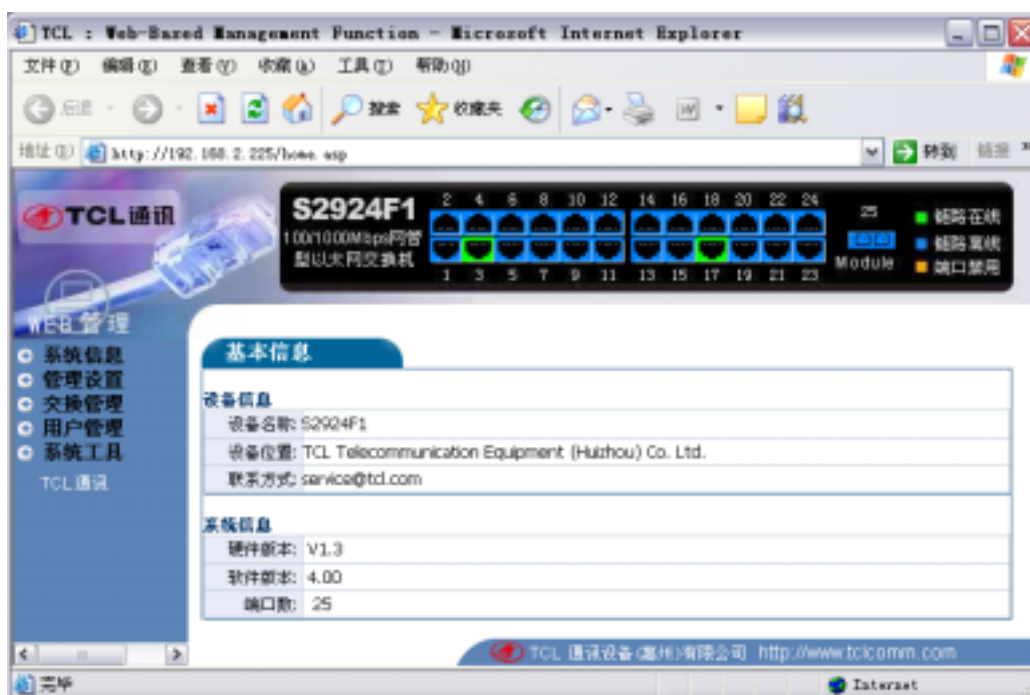 TCL : Web-Based Management Function - Microsoft Internet Explorer
文件(F) 编辑(E) 查看(V) 收藏(A) 工具(T) 帮助(H)
后退 搜索 收藏夹
地址(D) http://192.168.2.225/home.asp 转到 链接 »
TCL通讯
S2924F1
100/1000Mbps网管
型以太网交换机
2 4 6 8 10 12 14 16 18 20 22 24
1 3 5 7 9 11 13 15 17 19 21 23
25
Module
链路在线
链路离线
端口禁用
WEB 管理
系统信息
管理设置
交换管理
用户管理
系统工具
TCL通讯
基本信息
设备信息
设备名称: S2924F1
设备位置: TCL Telecommunication Equipment (Huizhou) Co. Ltd.
联系方式: service@tcl.com
系统信息
硬件版本: V1.3
软件版本: 4.00
端口数: 25
TCL 通讯设备(惠州)有限公司 http://www.tclcomm.com
完毕 Internet